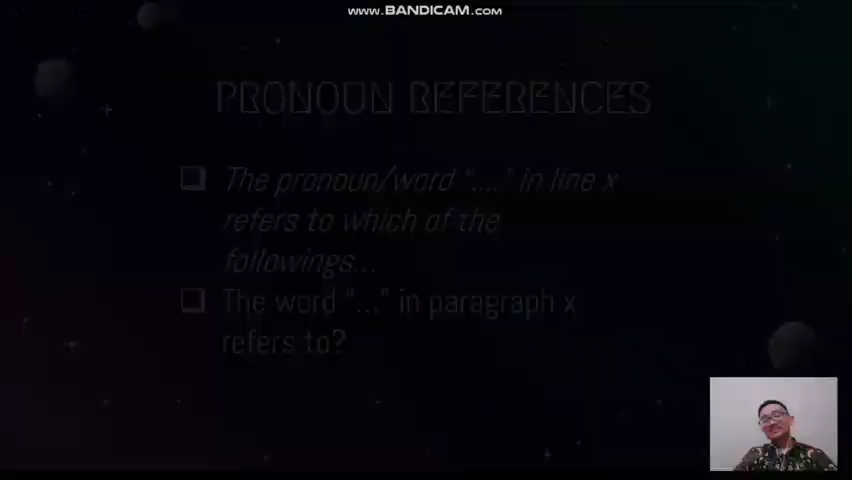 www.BANDICAM.com
PRONOUN REFERENCES
The pronoun/word "...." in line x
refers to which of the
followings...
The word "..." in paragraph x
refers to?